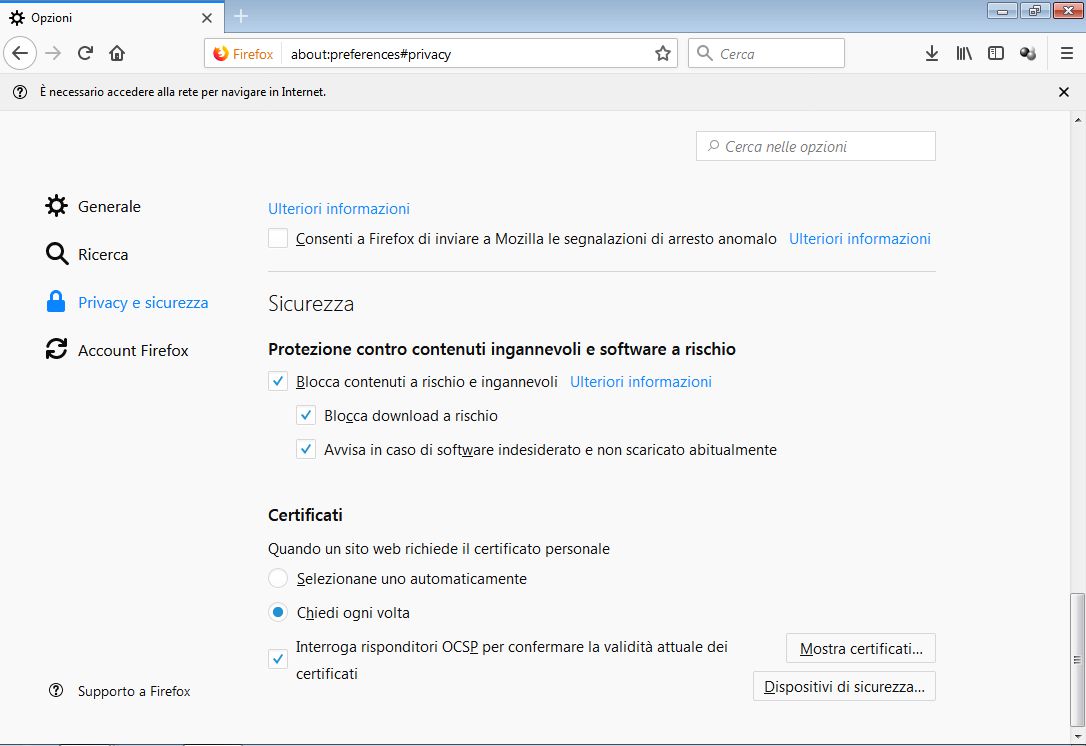 Opzioni
Firefox about:preferences#privacy Cerca
È necessario accedere alla rete per navigare in Internet.
Cerca nelle opzioni
Generale
Ricerca
Privacy e sicurezza
Account Firefox
Supporto a Firefox
Ulteriori informazioni
Consenti a Firefox di inviare a Mozilla le segnalazioni di arresto anomalo Ulteriori informazioni
Sicurezza
Protezione contro contenuti ingannevoli e software a rischio
Blocca contenuti a rischio e ingannevoli Ulteriori informazioni
Blocca download a rischio
Avvisa in caso di software indesiderato e non scaricato abitualmente
Certificati
Quando un sito web richiede il certificato personale
Selezionane uno automaticamente
Chiedi ogni volta
Interroga risponditori OCSP per confermare la validità attuale dei
certificati
Mostra certificati...
Dispositivi di sicurezza...